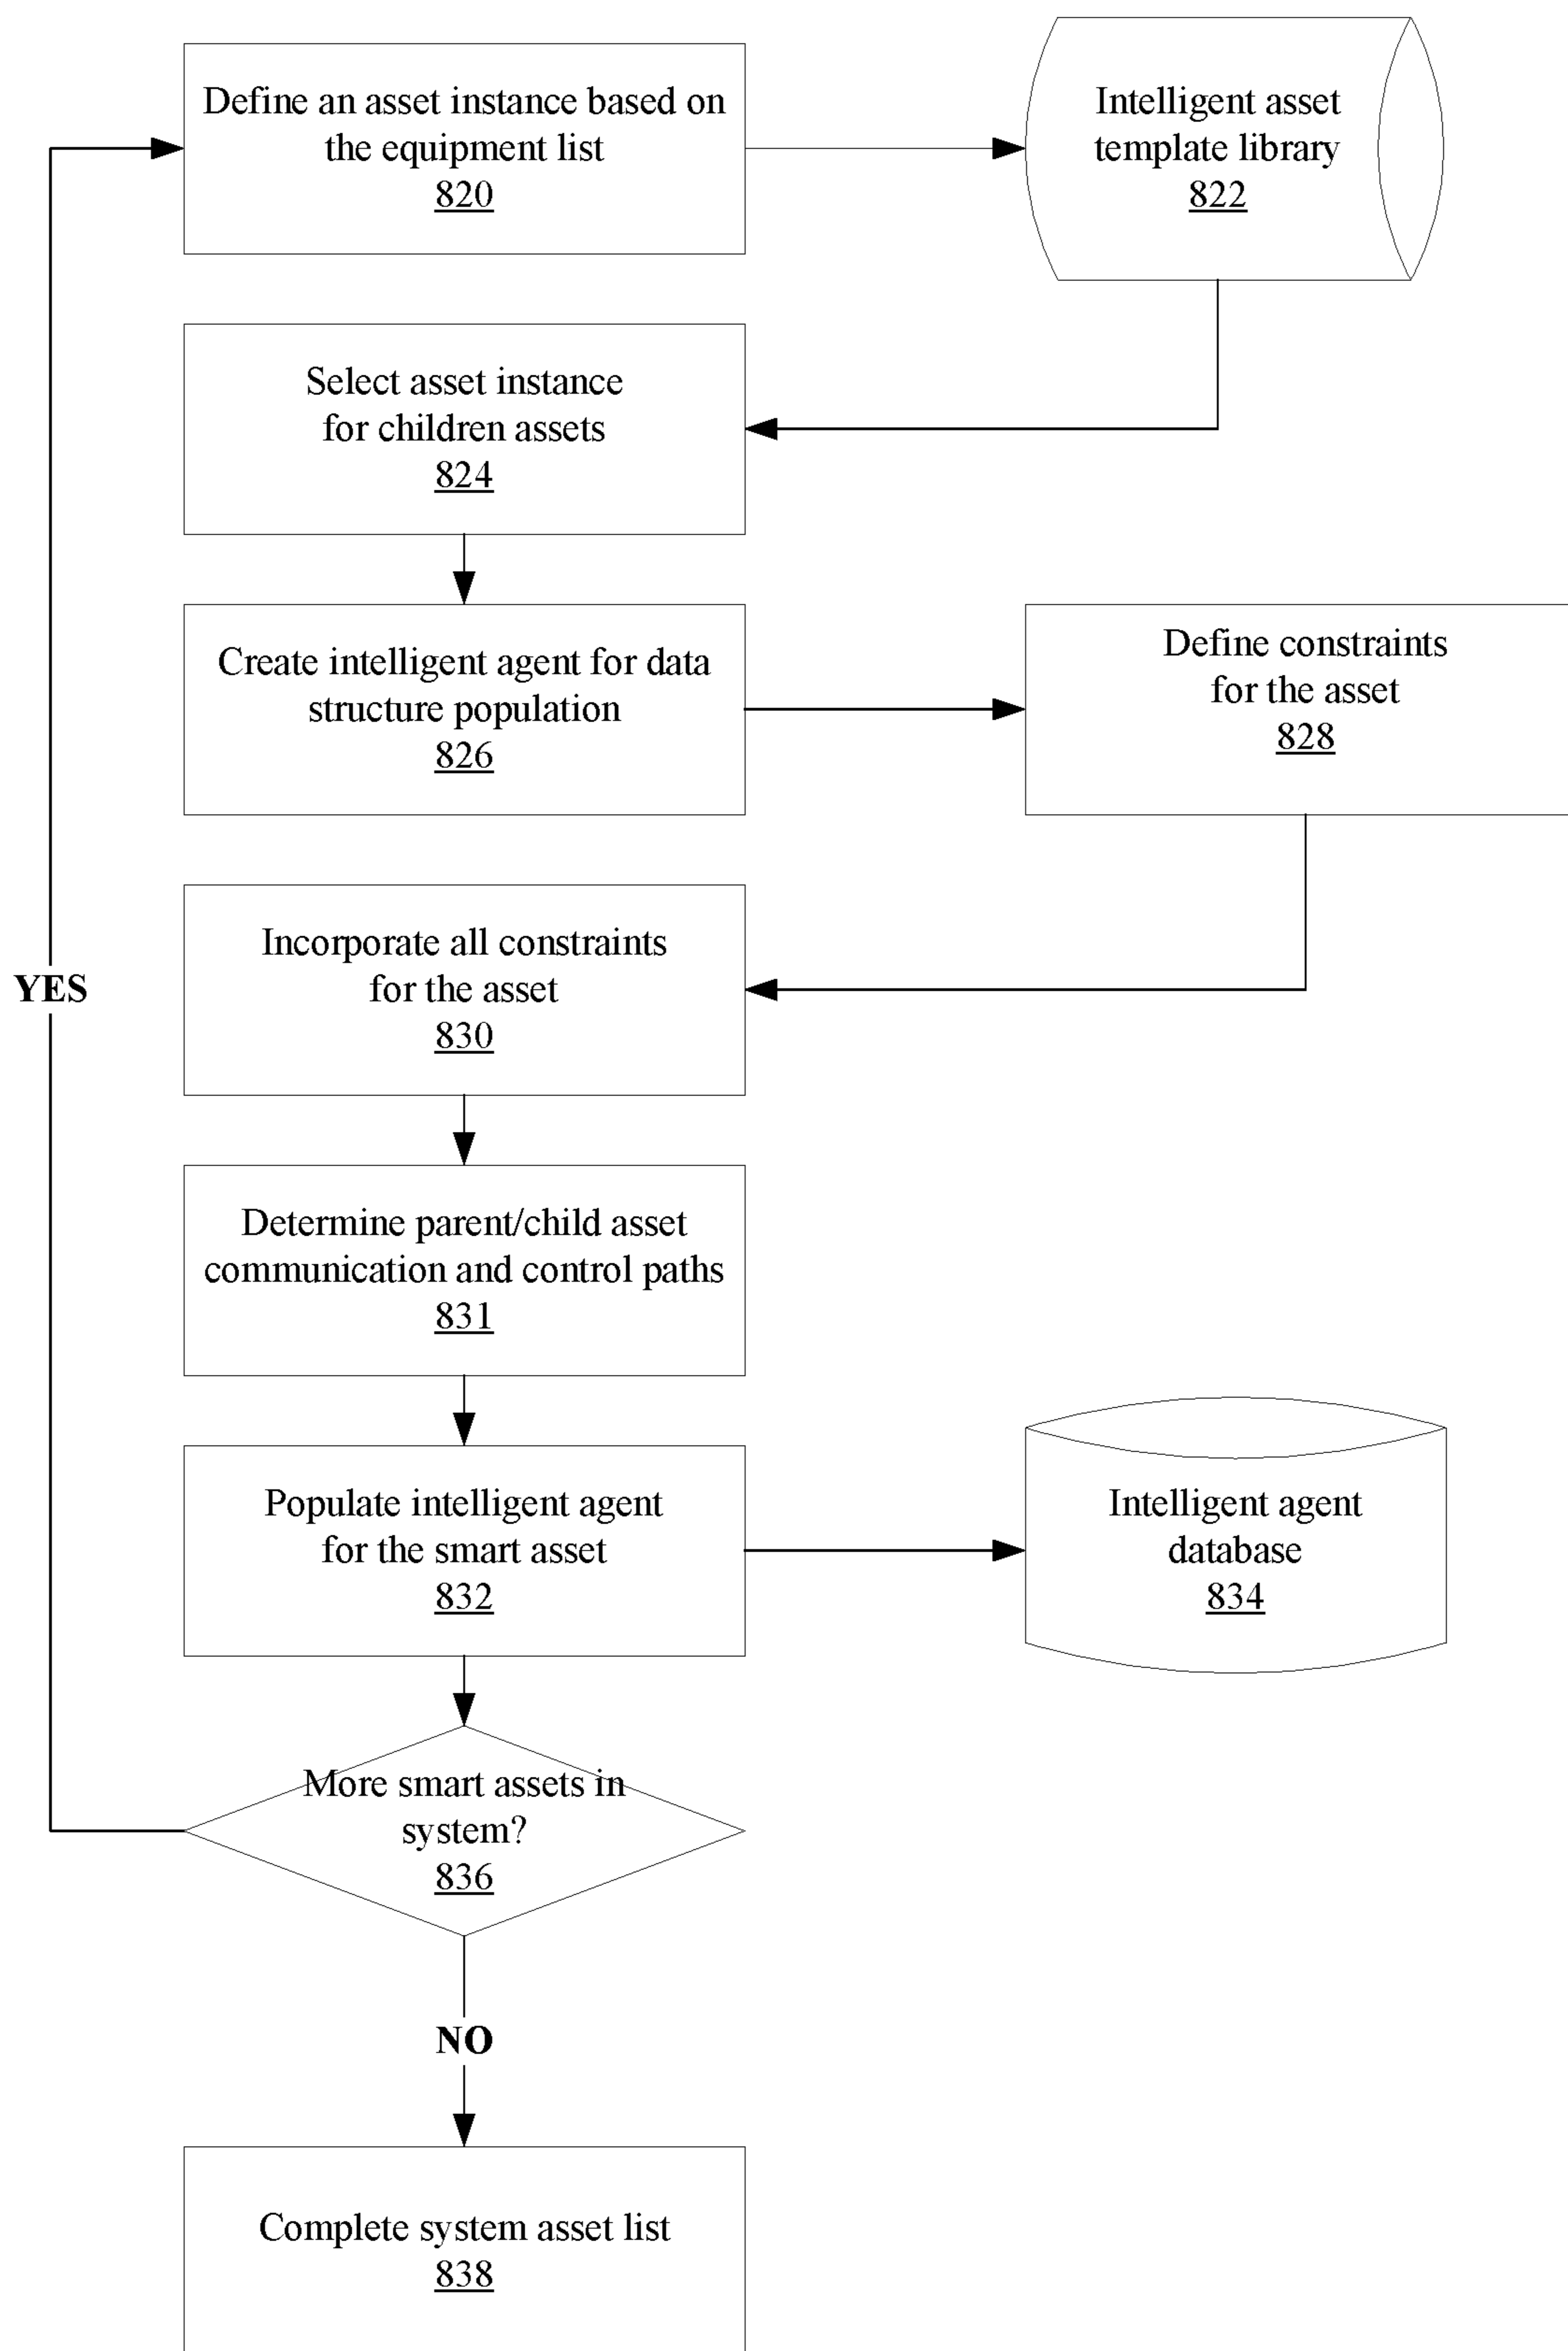 Define an asset instance based on
the equipment list
820
Intelligent asset
template library
822
Select asset instance
for children assets
824
Create intelligent agent for data
structure population
826
Define constraints
for the asset
828
Incorporate all constraints
for the asset
830
YES
Determine parent/child asset
communication and control paths
831
Populate intelligent agent
for the smart asset
832
Intelligent agent
database
834
More smart assets in
system?
836
NO
Complete system asset list
838